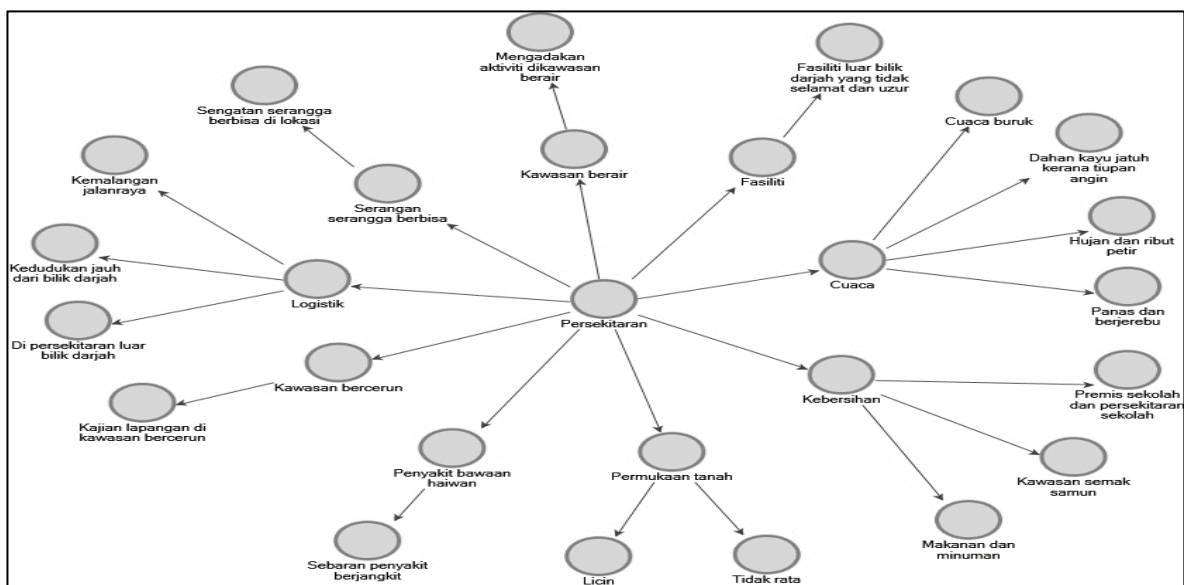 Mengadakan
aktiviti dikawasan
berair
Fasiliti luar bilik
darjah yang tidak
selamat dan uzur
Sengatan serangga
berbisa di lokasi
Cuaca buruk
Kemalangan
jalanraya
Dahan kayu jatuh
kerana tiupan
angin
Kawasan berair
Fasiliti
Serangan
serangga berbisa
Hujan dan ribut
petir
Kedudukan jauh
dari bilik darjah
Logistik
Cuaca
Persekitaran
Panas dan
berjerebu
Di persekitaran luar
bilik darjah
Kawasan bercerun
Kebersihan
Premis sekolah
dan persekitaran
sekolah
Kajian lapangan di
kawasan bercerun
Penyakit bawaan
haiwan
Permukaan tanah
Kawasan semak
samun
Makanan dan
minuman
Sebaran penyakit
berjangkit
Licin
Tidak rata